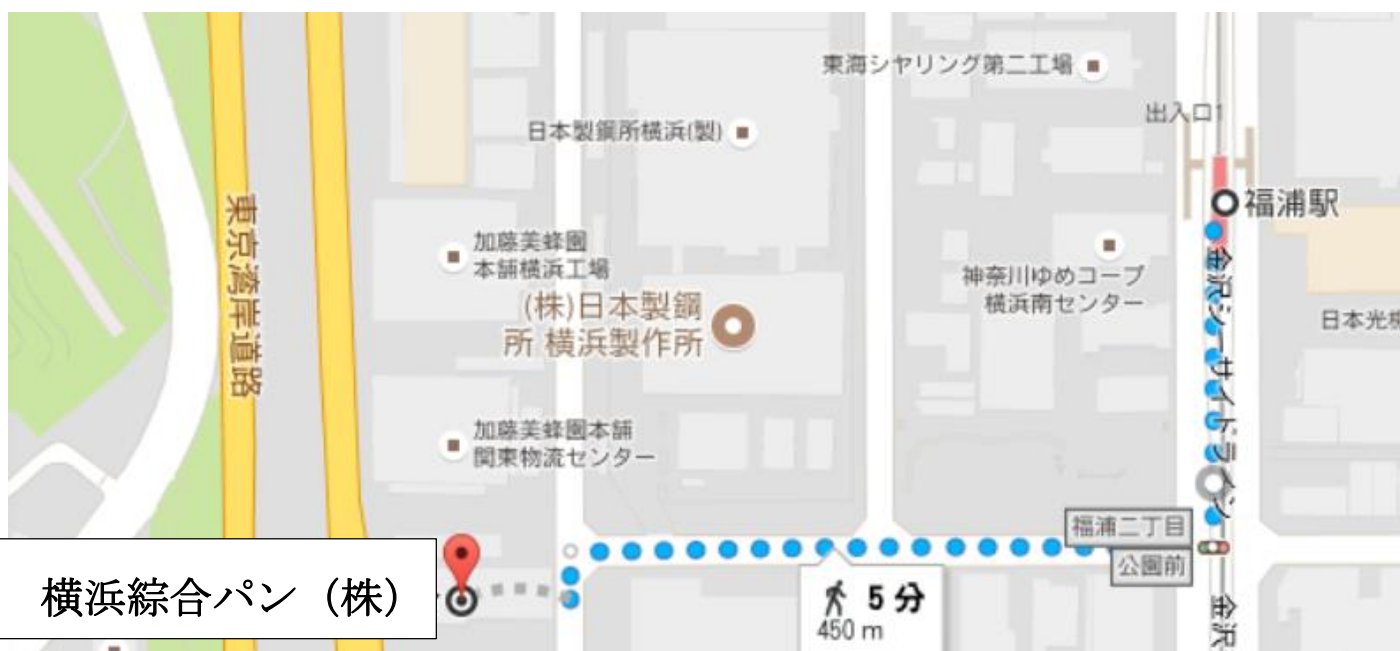 東海シヤリング第二工場
出入口1
日本製鋼所横浜(製)
福浦駅
東京湾岸道路
加藤美蜂園
本舗横浜工場
神奈川ゆめコープ
横浜南センター
(株)日本製鋼
所 横浜製作所
金沢シーサイドライン
日本光
加藤美蜂園本舗
関東物流センター
福浦二丁目
公園前
5 分
450 m
横浜綜合パン（株）
金沢